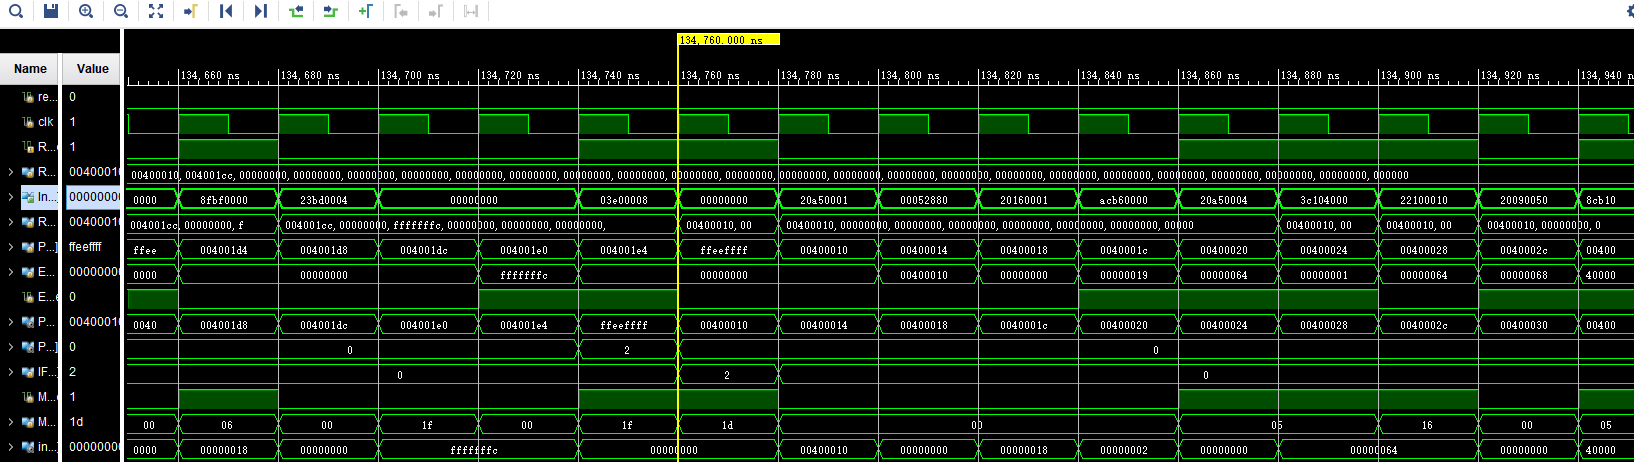 134,760.000 ns
134,660 ns 134,680 ns 134,700 ns 134,720 ns 134,740 ns 134,760 ns 134,780 ns 134,800 ns 134,820 ns 134,840 ns 134,860 ns 134,880 ns 134,900 ns 134,920 ns 134,940
Name Value
re... 0
clk 1
R... 1
R... 00400010 00400010,004001cc,00000000,00000000,00000000,00000000,00000000,00000000,00000000,00000000,00000000,00000000,00000000,00000000,00000000,00000000,00000000,00000000,000000
In... 00000000 0000 8fbf0000 23bd0004 00000000 03e00008 00000000 20a50001 00052880 20160001 acb60000 20a50004 3c104000 22100010 20090050 8cb10
R... 00400010 004001cc,00000000,f 004001cc,00000000,fffffffc,00000000,00000000,00000000, 00400010,00 00400010,00000000,00000000,00000000,00000000,00000 00400010,00 00400010,00 00400010,00000000,0
P... ffeeffff ffee 004001d4 004001d8 004001dc 004001e0 004001e4 ffeeffff 00400010 00400014 00400018 0040001c 00400020 00400024 00400028 0040002c 00400
E... 00000000 0000 00000000 fffffffc 00000000 00400010 00000000 00000019 00000064 00000001 00000064 00000068 40000
E... 0
P... 00400010 0040 004001d8 004001dc 004001e0 004001e4 ffeeffff 00400010 00400014 00400018 0040001c 00400020 00400024 00400028 0040002c 00400030 00400
P... 0 0 2 0
IF... 2 0 2 0
M... 1
M... 1d 00 06 00 1f 00 1f 1d 00 05 16 00 05
in... 00000000 0000 00000018 00000000 fffffffc 00000000 00400010 00000000 00000018 00000002 00000000 00000064 00000000 40000